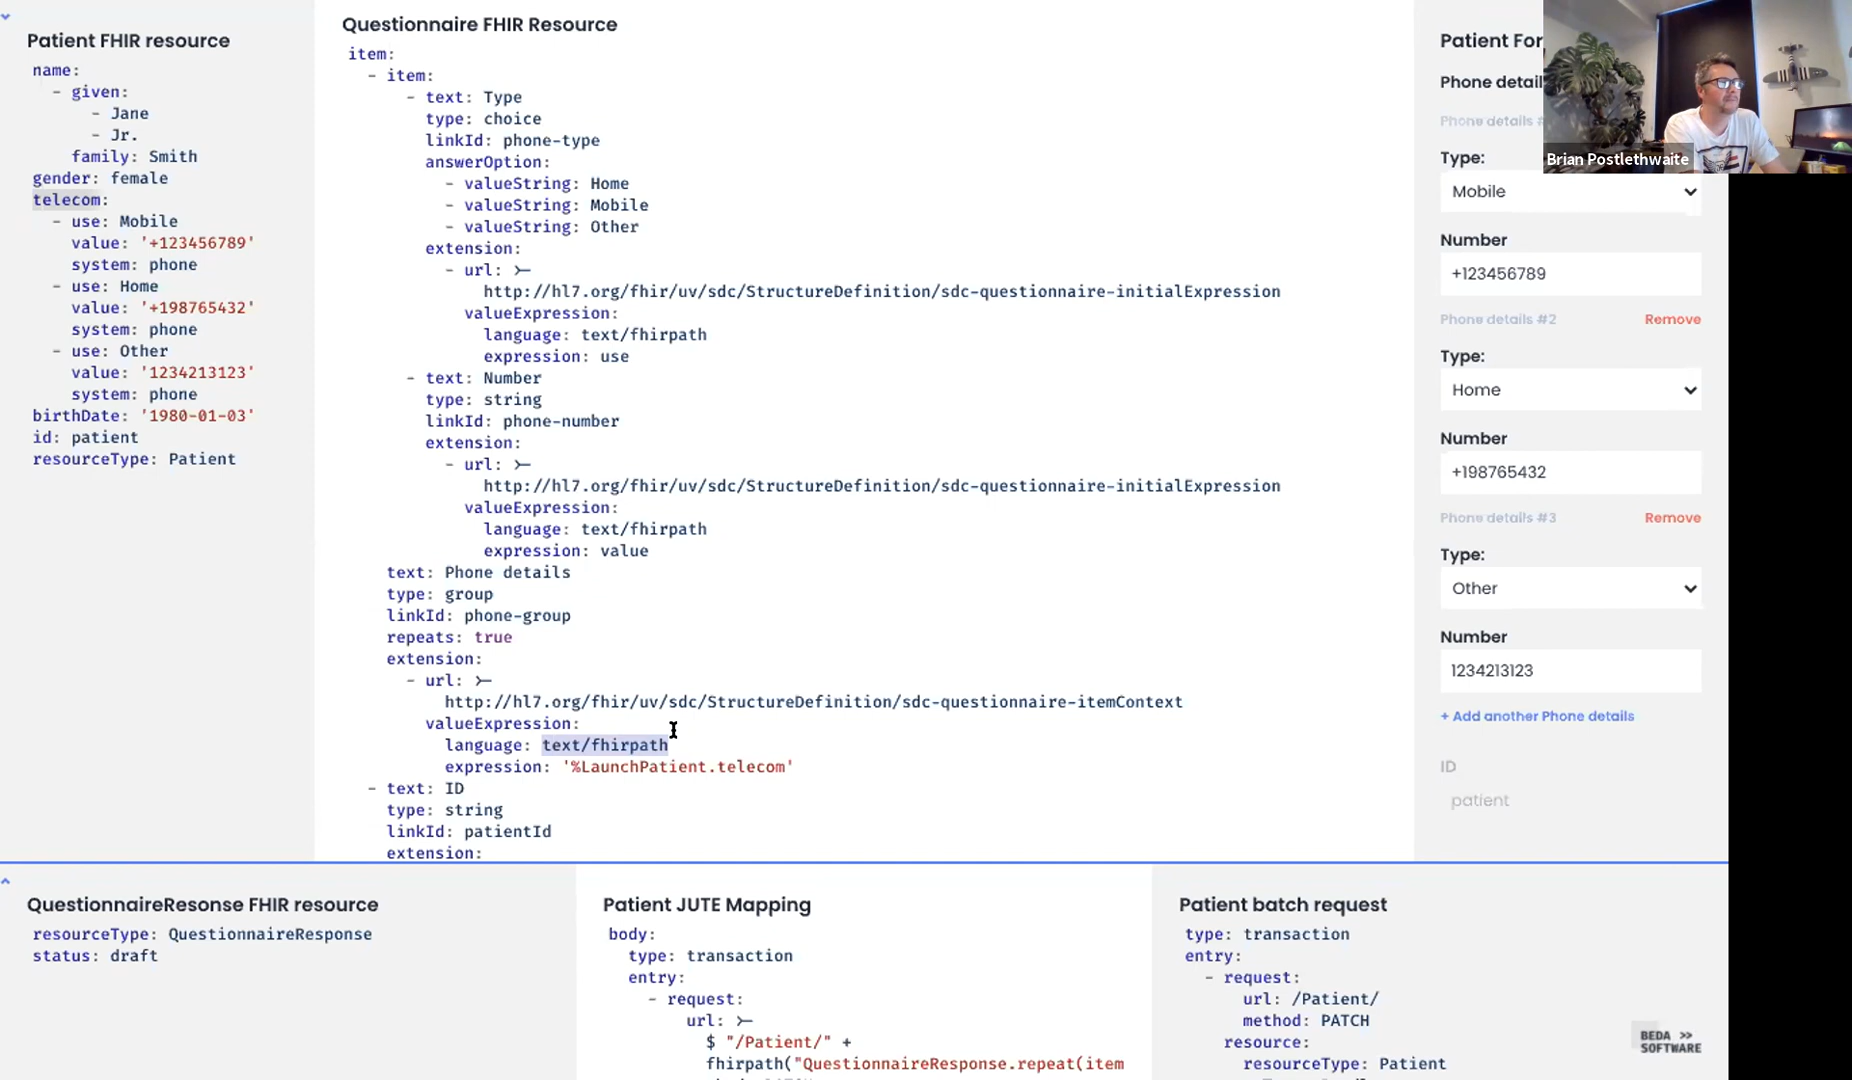 Patient FHIR resource
name:
- given:
- Jane
- Jr.
family: Smith
gender: female
telecom:
- use: Mobile
value: '+123456789'
system: phone
- use: Home
value: '+198765432'
system: phone
- use: Other
value: '1234213123'
system: phone
birthDate: '1980-01-03'
id: patient
resourceType: Patient
Questionnaire FHIR Resource
item:
- item:
- text: Type
type: choice
linkId: phone-type
answerOption:
- valueString: Home
- valueString: Mobile
- valueString: Other
extension:
- url: >-
http://hl7.org/fhir/uv/sdc/StructureDefinition/sdc-questionnaire-initialExpression
valueExpression:
language: text/fhirpath
expression: use
- text: Number
type: string
linkId: phone-number
extension:
- url: >-
http://hl7.org/fhir/uv/sdc/StructureDefinition/sdc-questionnaire-initialExpression
valueExpression:
language: text/fhirpath
expression: value
text: Phone details
type: group
linkId: phone-group
repeats: true
extension:
- url: >-
http://hl7.org/fhir/uv/sdc/StructureDefinition/sdc-questionnaire-itemContext
valueExpression:
language: text/fhirpath
expression: '%LaunchPatient.telecom'
- text: ID
type: string
linkId: patientId
extension:
Patient For
Phone detail
Phone details #
Brian Postlethwaite
Type:
Mobile
Number
+123456789
Phone details #2 Remove
Type:
Home
Number
+198765432
Phone details #3 Remove
Type:
Other
Number
1234213123
+ Add another Phone details
ID
patient
QuestionnaireResonse FHIR resource
resourceType: QuestionnaireResponse
status: draft
Patient JUTE Mapping
body:
type: transaction
entry:
- request:
url: >-
$ "/Patient/" +
fhirpath("QuestionnaireResponse.repeat(item
Patient batch request
type: transaction
entry:
- request:
url: /Patient/
method: PATCH
resource:
resourceType: Patient
BEDA >>
SOFTWARE